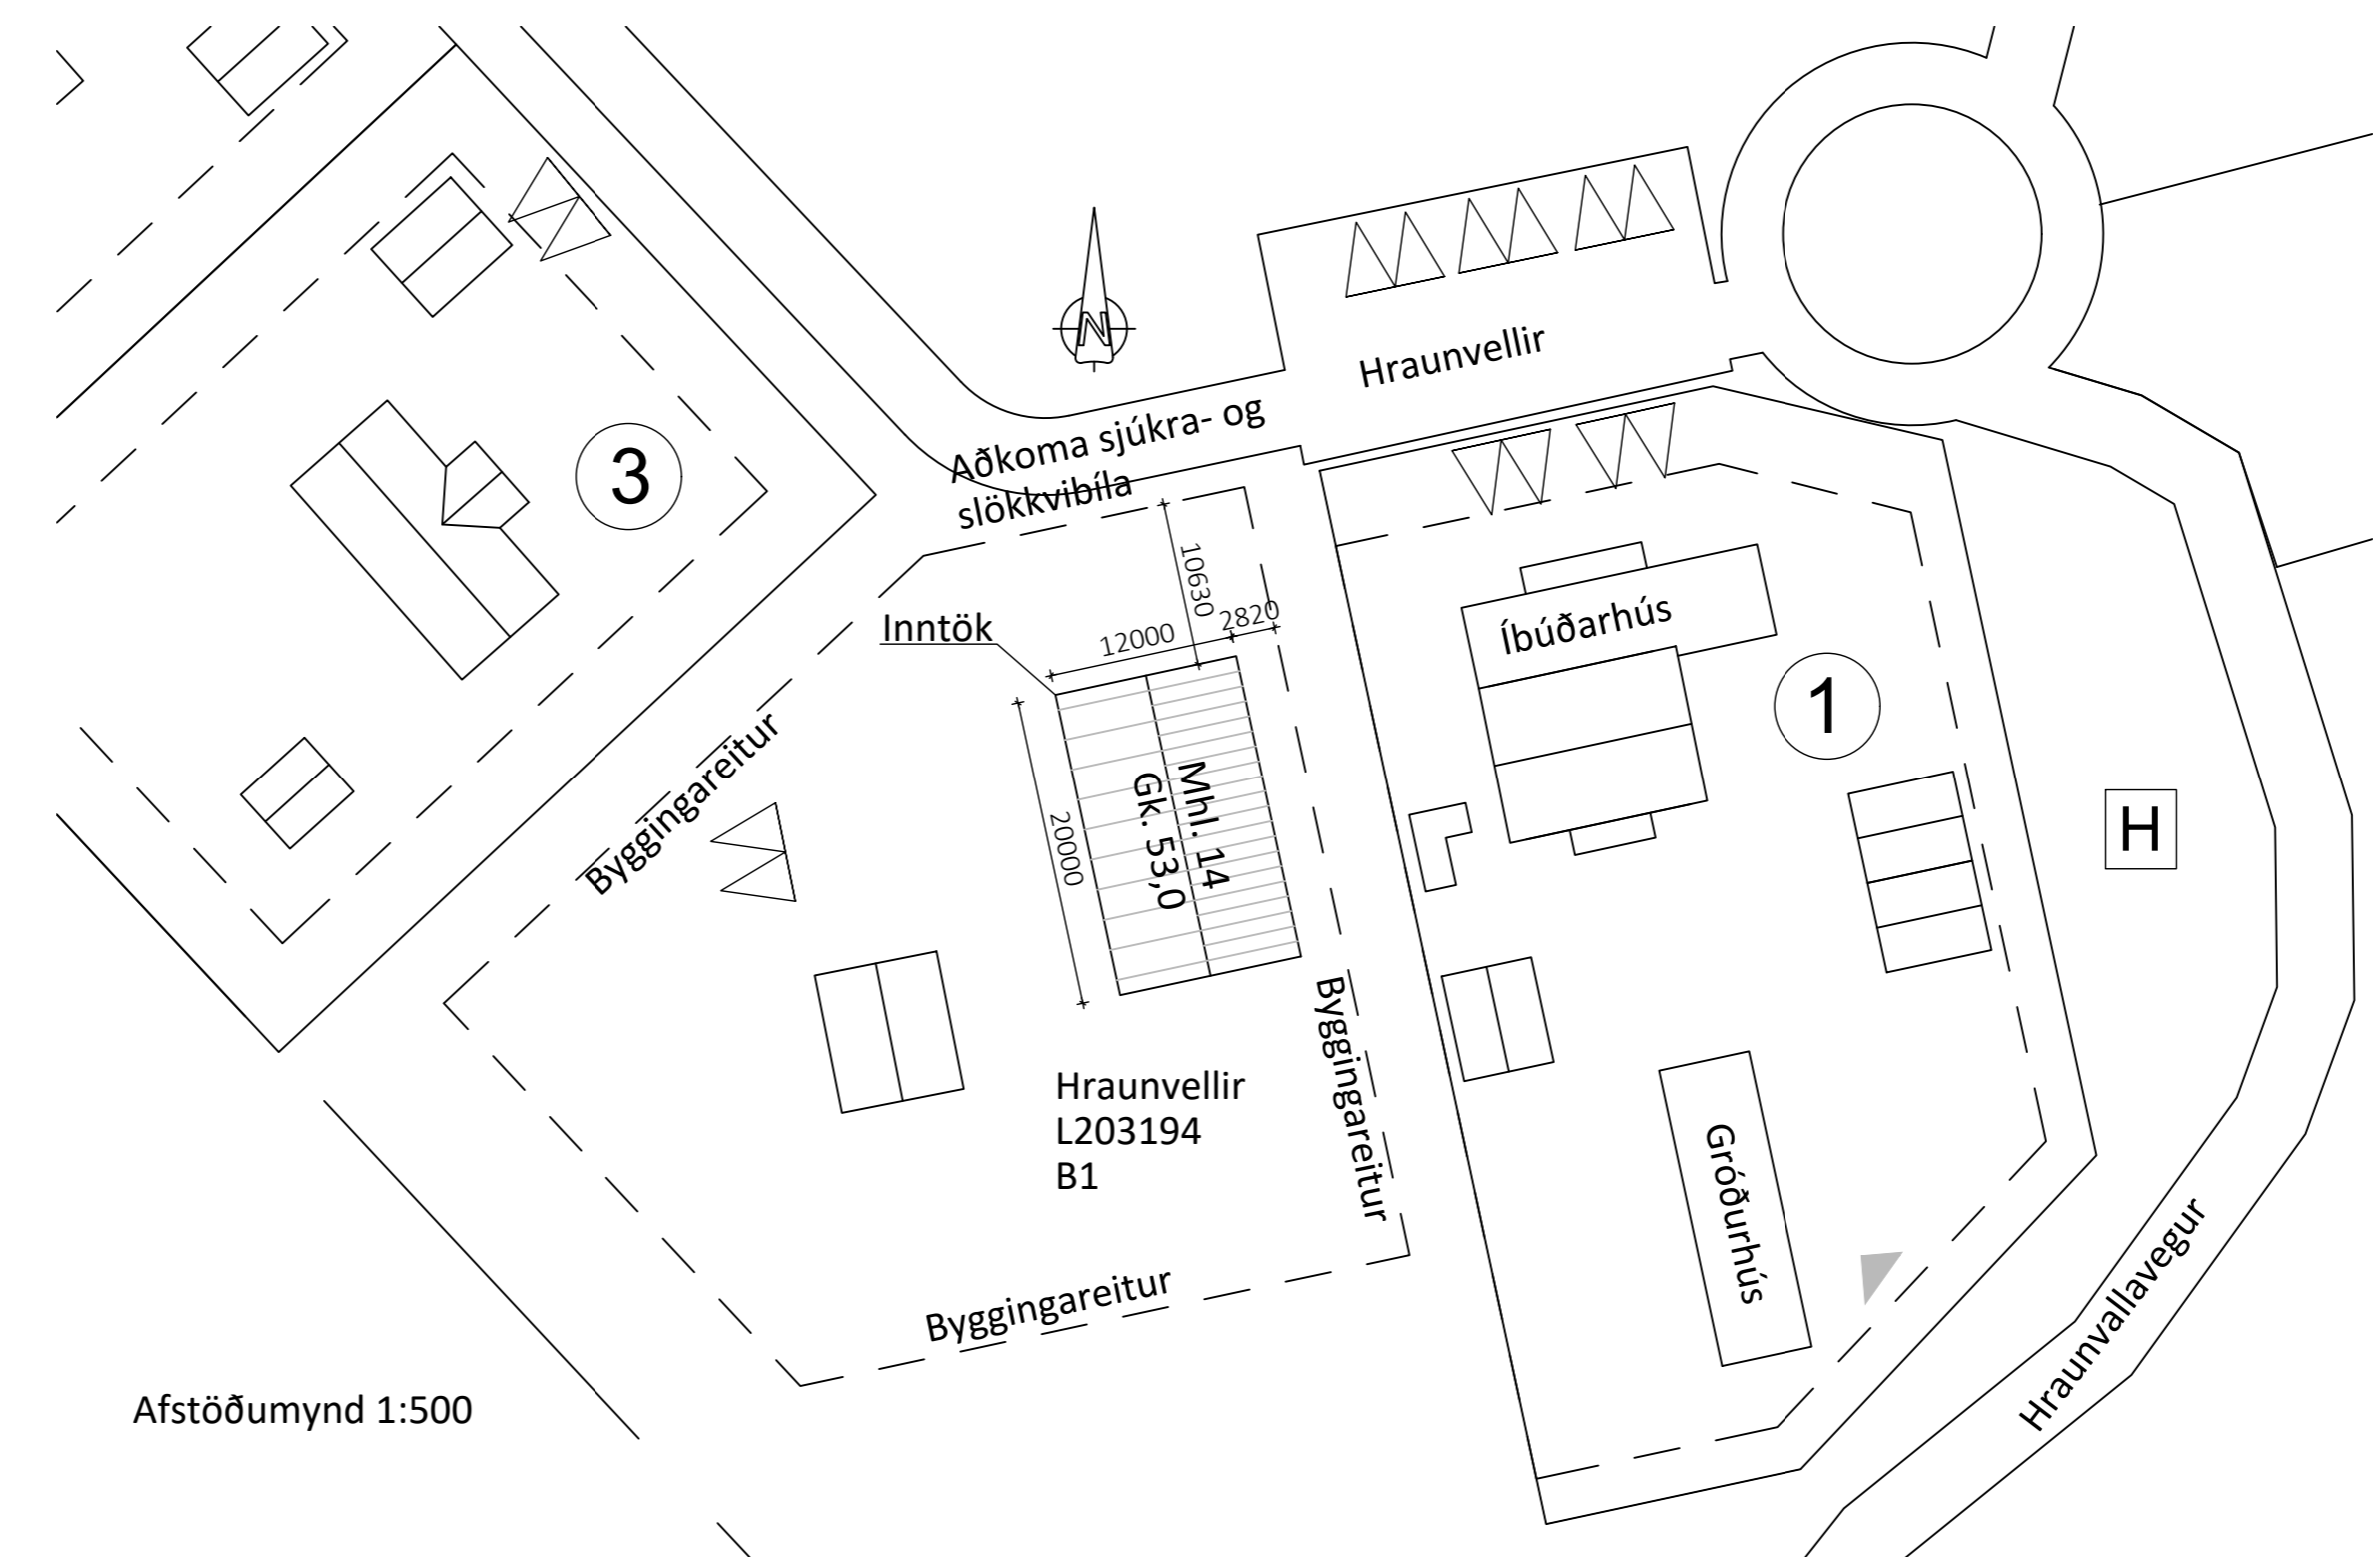 N
Hraunvellir
Aðkoma sjúkra- og
slökkvibíla
3
10630
2820
12000
Inntök
Íbúðarhús
1
Byggingareitur
20000
Mhl. 14
Gk. 53,0
H
Byggingareitur
Hraunvellir
L203194
B1
Gróðurhús
Hraunvallavegur
Byggingareitur
Afstöðumynd 1:500